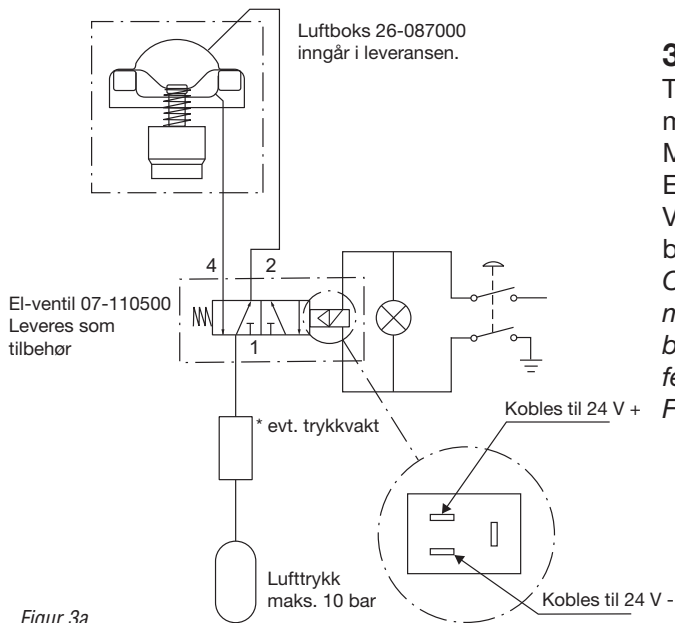 Luftboks 26-087000
inngår i leveransen.
4
2
El-ventil 07-110500
Leveres som
tilbehør
1
* evt. trykkvakt
Kobles til 24 V +
Lufttrykk
maks. 10 bar
Kobles til 24 V -
Figur 3a
3
T
m
M
E
V
b
O
m
b
fe
F